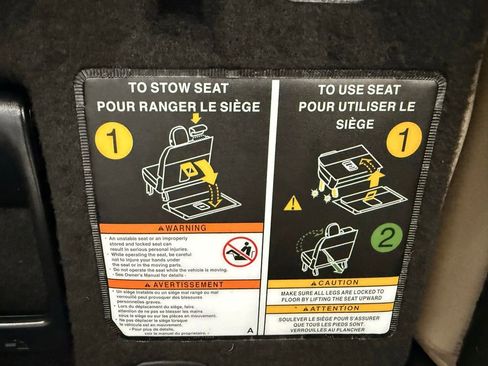 TO STOW SEAT
POUR RANGER LE SIÈGE
1
WARNING
- An unstable seat or an improperly
stored and locked seat can
result in serious personal injuries.
- While operating the seat, be careful
not to injure your hands under
the seat or in the moving parts.
- Do not operate the seat while the vehicle is moving.
- See Owner's Manual for details -
AVERTISSEMENT
- Un siège instable ou un siège mal rangé ou mal
verrouillé peut provoquer des blessures
personnelles graves.
- Lors du déplacement du siège, faire
attention de ne pas se blesser les mains
sous le siège ou sur les pièces en mouvement.
- Ne pas déplacer le siège lorsque
le véhicule est en mouvement.
- Pour plus de détails,
voir le manuel du propriétaire. -
A
TO USE SEAT
POUR UTILISER LE
SIÈGE
1
2
CAUTION
MAKE SURE ALL LEGS ARE LOCKED TO
FLOOR BY LIFTING THE SEAT UPWARD
ATTENTION
SOULEVER LE SIÈGE POUR S'ASSURER
QUE TOUS LES PIEDS SONT
VERROUILLÉS AU PLANCHER